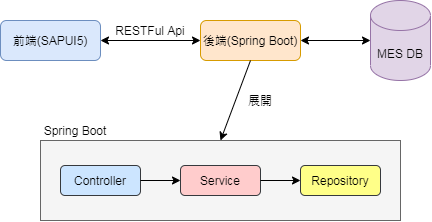 RESTFul Api
前端(SAPUI5)
後端(Spring Boot)
MES DB
展開
Spring Boot
Controller
Service
Repository